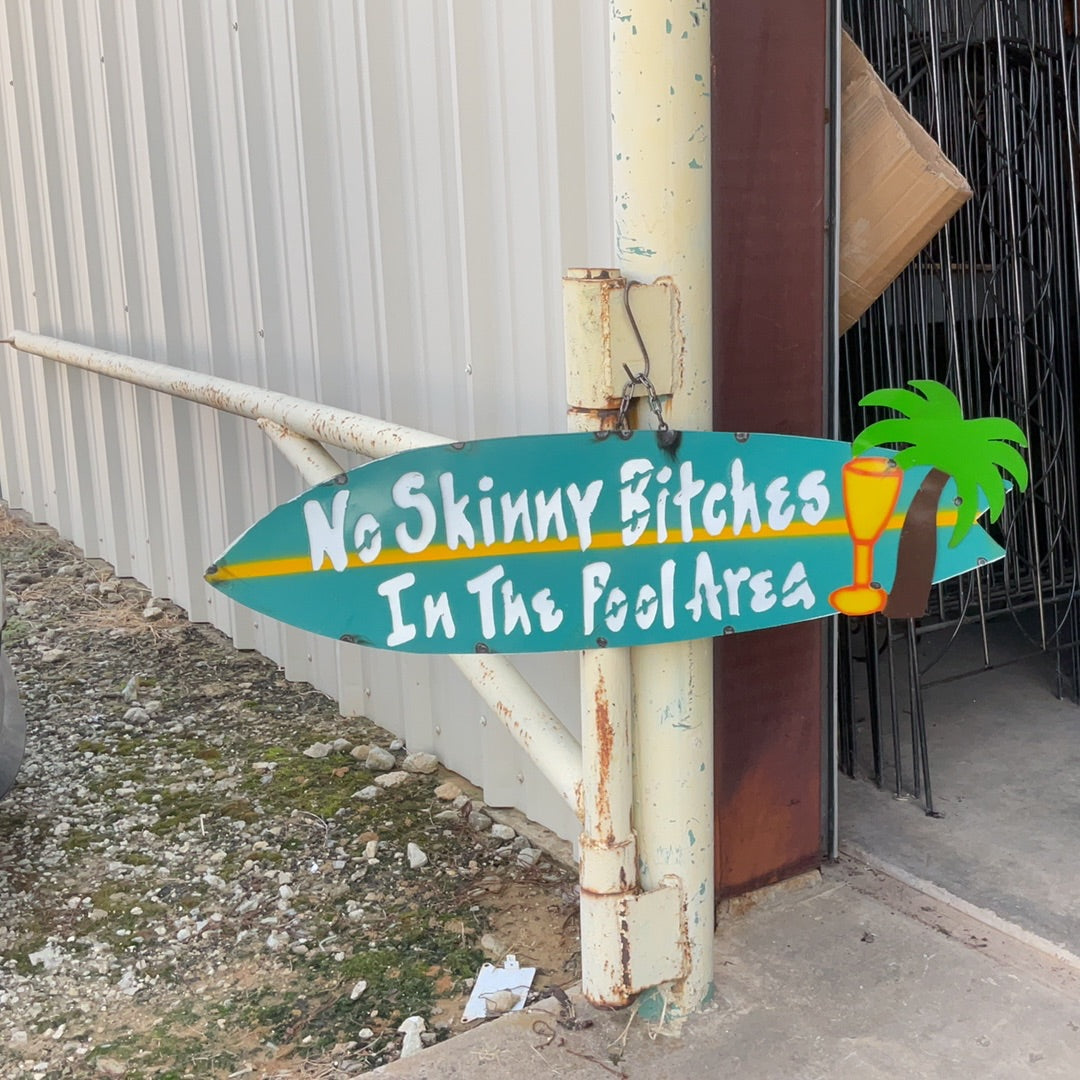 No Skinny Bitches
In The Pool Area